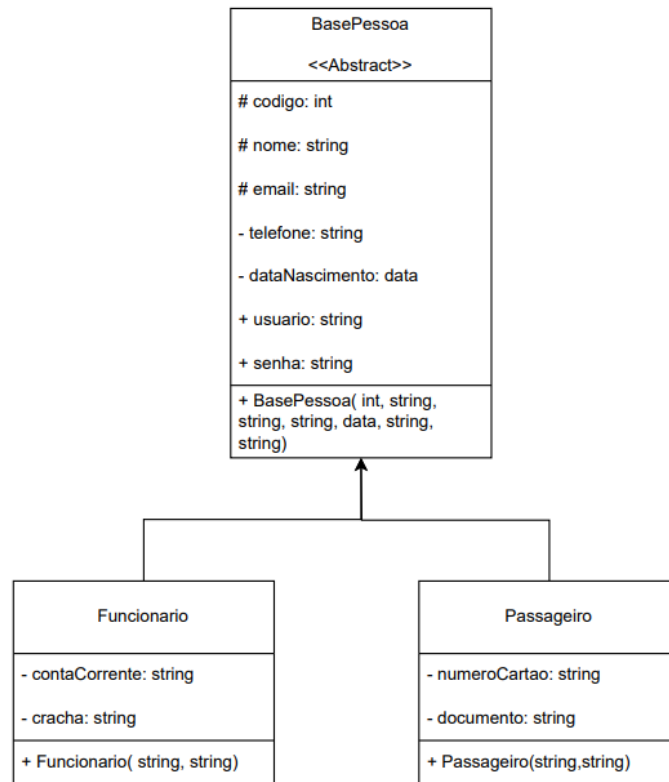 BasePessoa
<<Abstract>>
# codigo: int
# nome: string
# email: string
- telefone: string
- dataNascimento: data
+ usuario: string
+ senha: string
+ BasePessoa( int, string,
string, string, data, string,
string)
Funcionario
- contaCorrente: string
- cracha: string
+ Funcionario( string, string)
Passageiro
- numeroCartao: string
- documento: string
+ Passageiro(string,string)